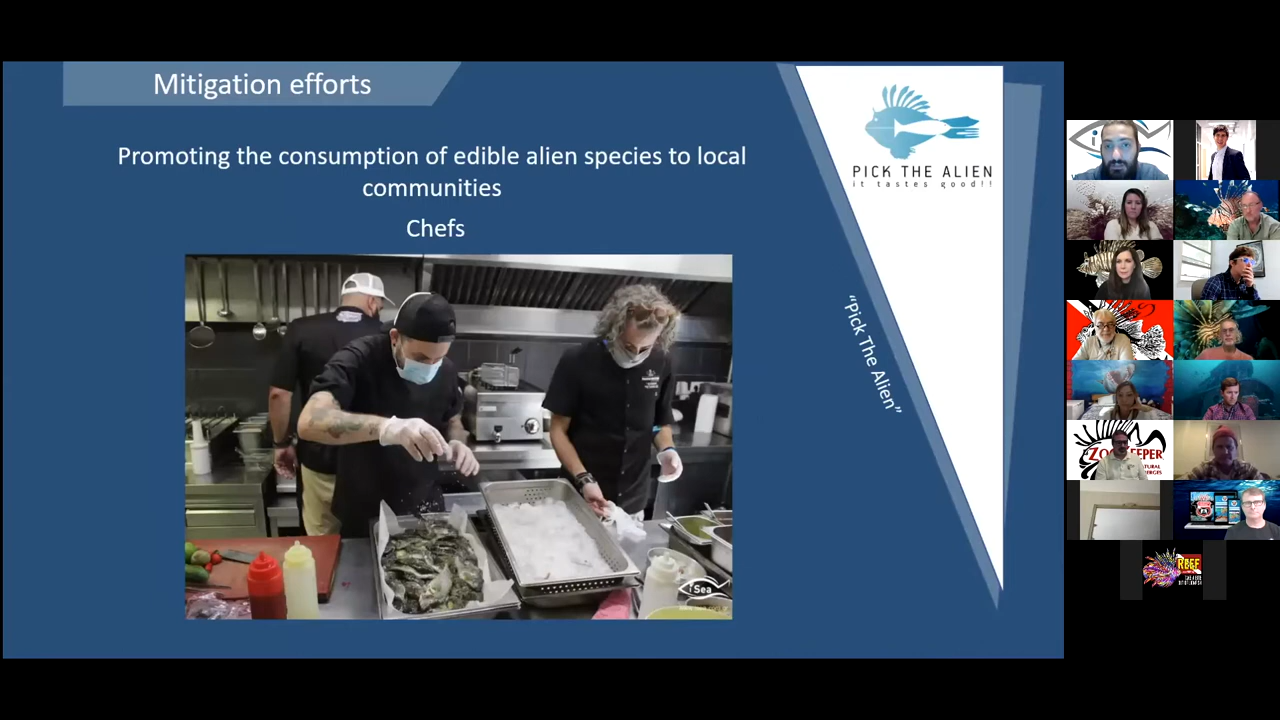 Mitigation efforts
Promoting the consumption of edible alien species to local
communities
Chefs
PICK THE ALIEN
it tastes good!!
“Pick The Alien”
iSea
ZOOKEEPER
REEF